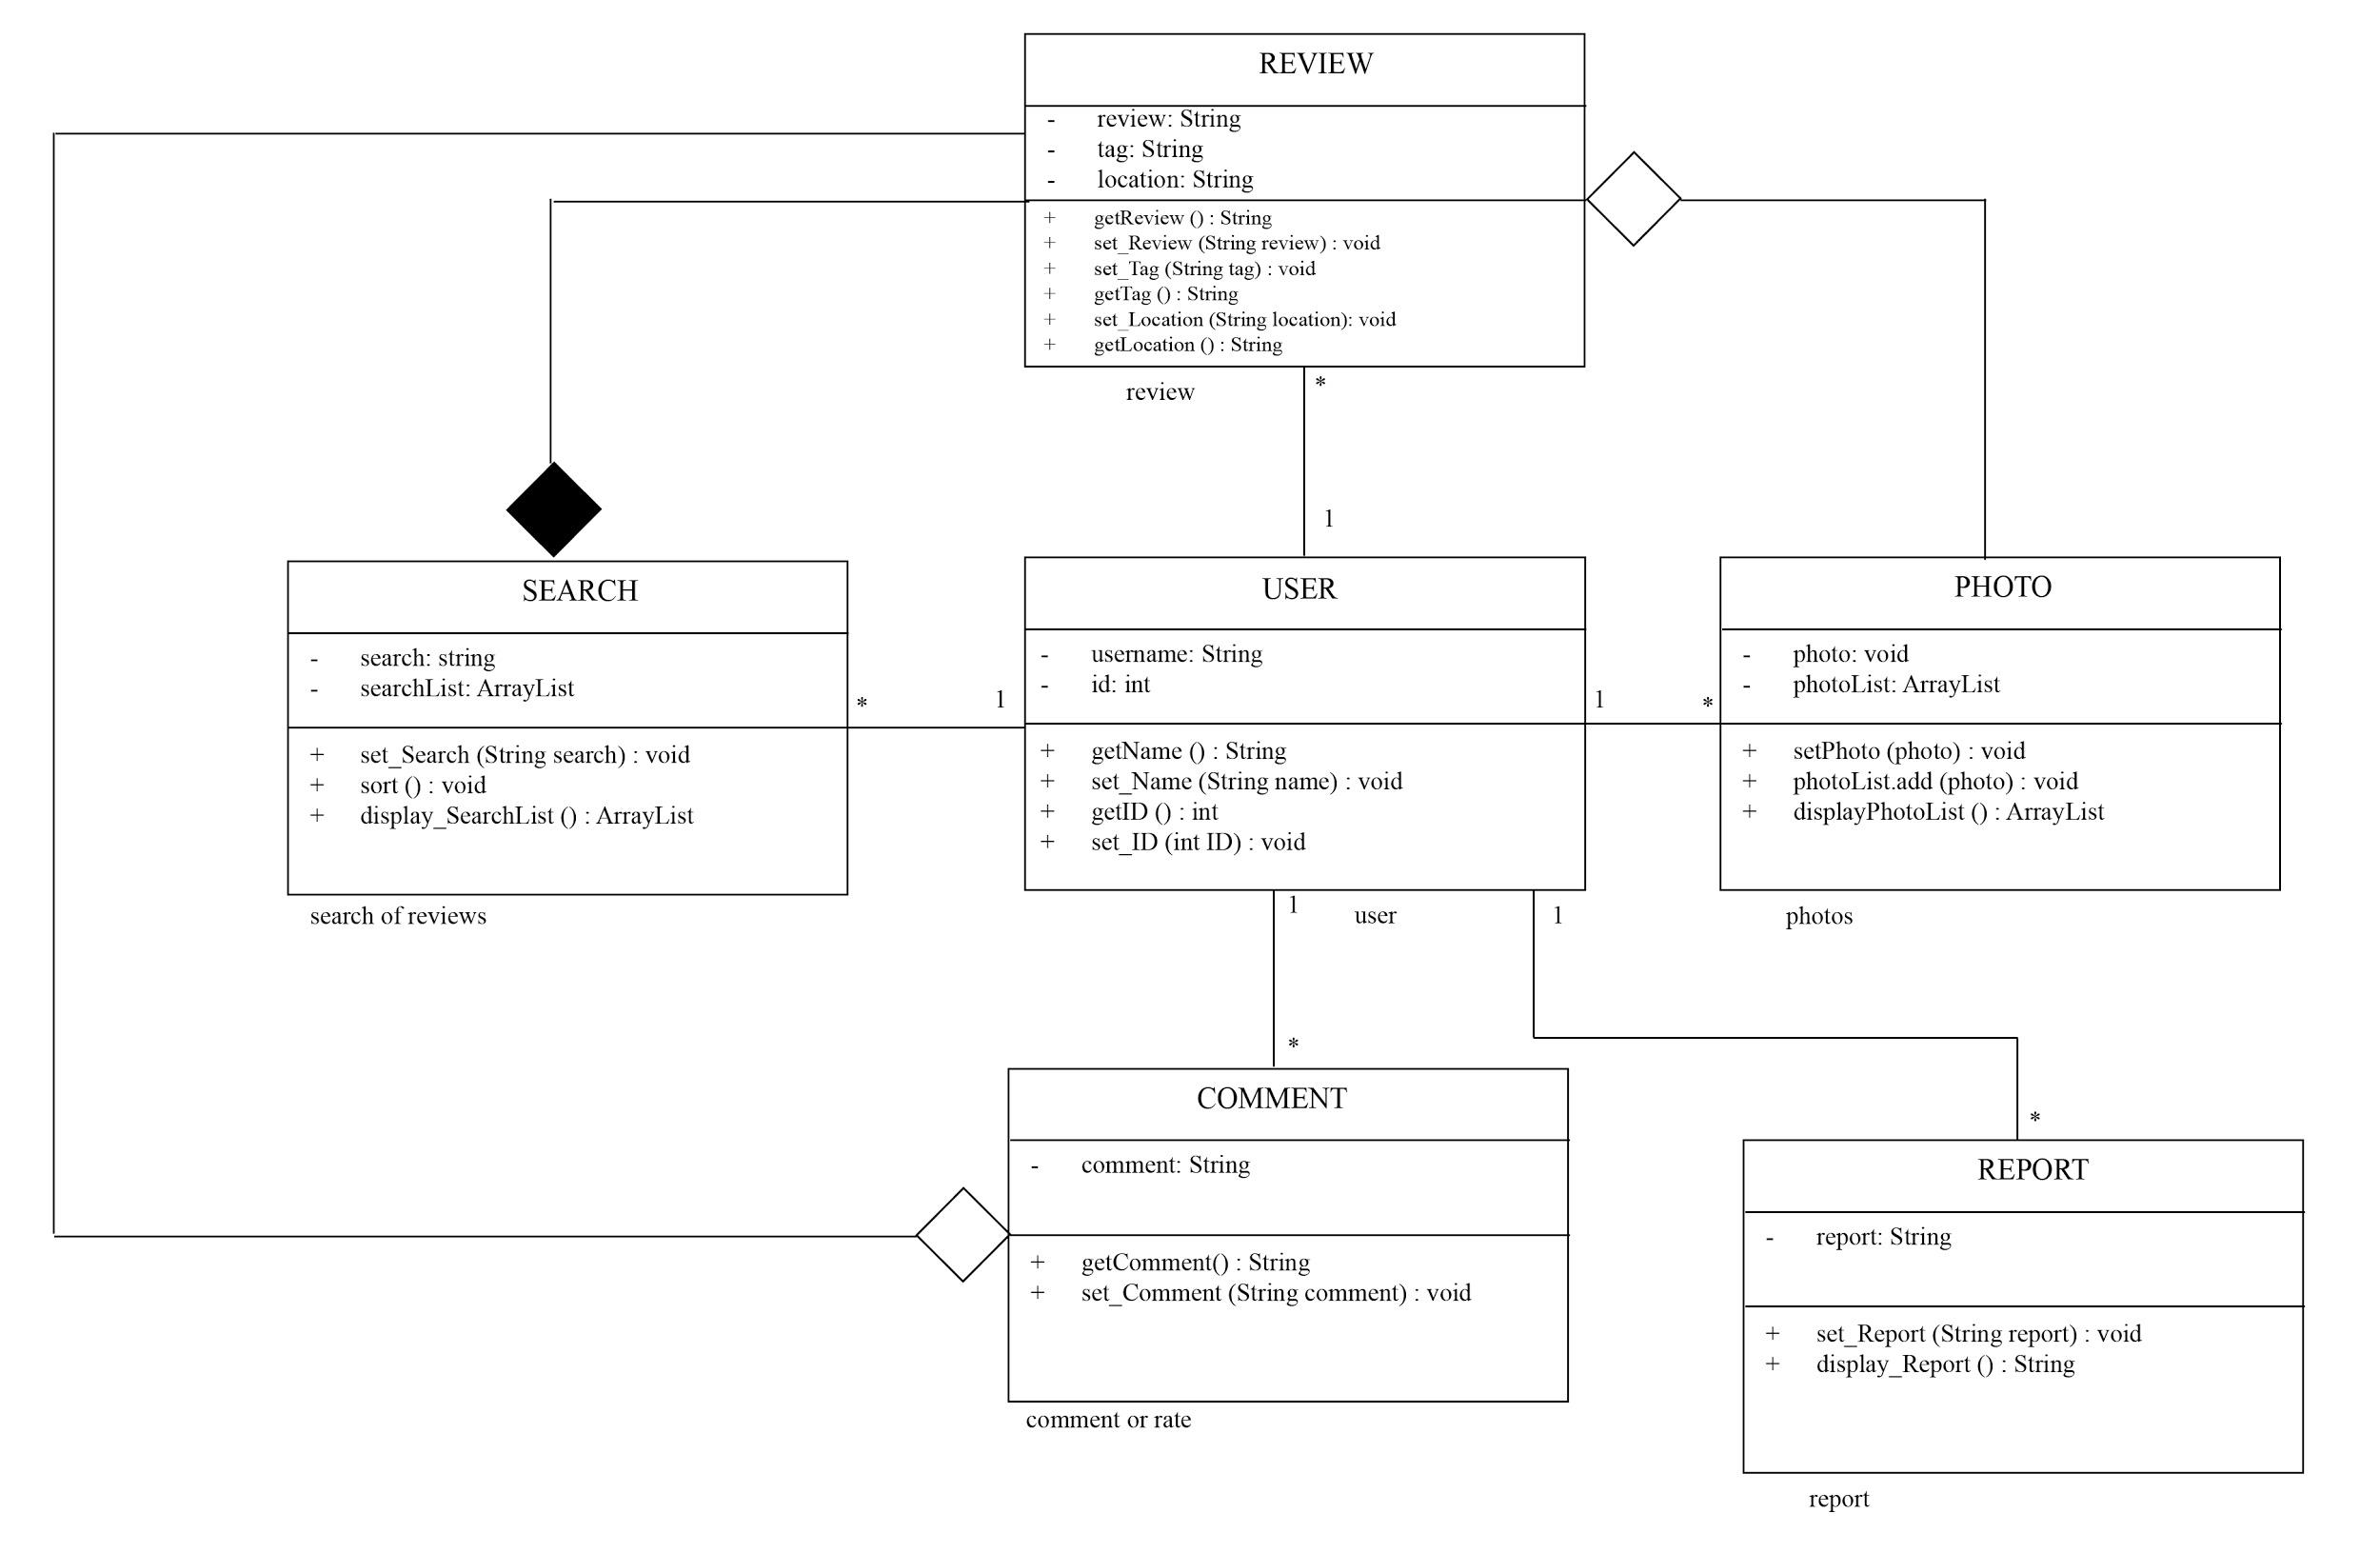 REVIEW
- review: String
- tag: String
- location: String
+ getReview () : String
+ set_Review (String review) : void
+ set_Tag (String tag) : void
+ getTag () : String
+ set_Location (String location): void
+ getLocation () : String
review
*
1
SEARCH
- search: string
- searchList: ArrayList
+ set_Search (String search) : void
+ sort () : void
+ display_SearchList () : ArrayList
search of reviews
*
1
USER
- username: String
- id: int
+ getName () : String
+ set_Name (String name) : void
+ getID () : int
+ set_ID (int ID) : void
user
1
*
PHOTO
- photo: void
- photoList: ArrayList
+ setPhoto (photo) : void
+ photoList.add (photo) : void
+ displayPhotoList () : ArrayList
photos
1
1
*
*
COMMENT
- comment: String
+ getComment() : String
+ set_Comment (String comment) : void
comment or rate
REPORT
- report: String
+ set_Report (String report) : void
+ display_Report () : String
report